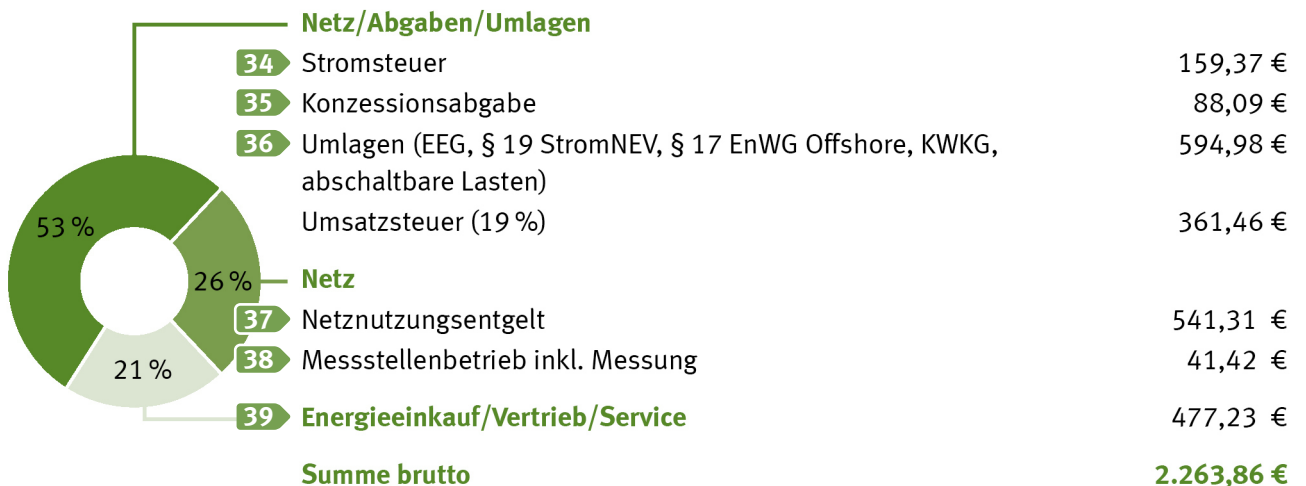 Netz/Abgaben/Umlagen
34 Stromsteuer 159,37 €
35 Konzessionsabgabe 88,09 €
36 Umlagen (EEG, § 19 StromNEV, § 17 EnWG Offshore, KWKG, 594,98 €
abschaltbare Lasten)
Umsatzsteuer (19 %) 361,46 €
53 %
26 %
Netz
37 Netznutzungsentgelt 541,31 €
38 Messstellenbetrieb inkl. Messung 41,42 €
21 %
39 Energieeinkauf/Vertrieb/Service 477,23 €
Summe brutto 2.263,86 €